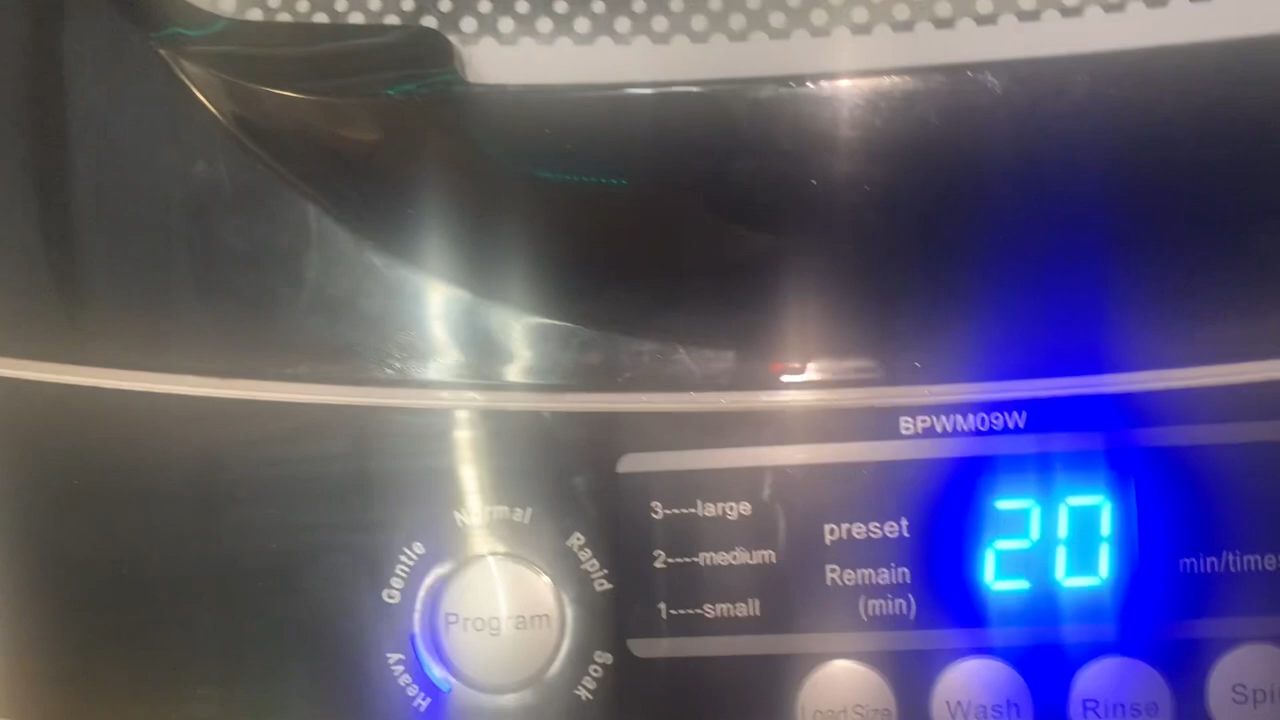 BPWM09W
3----large
2----medium
1----small
preset
Remain
(min)
20
min/times
Normal
Gentle
Rapid
Program
Heavy
Soak
Load Size
Wash
Rinse
Spi